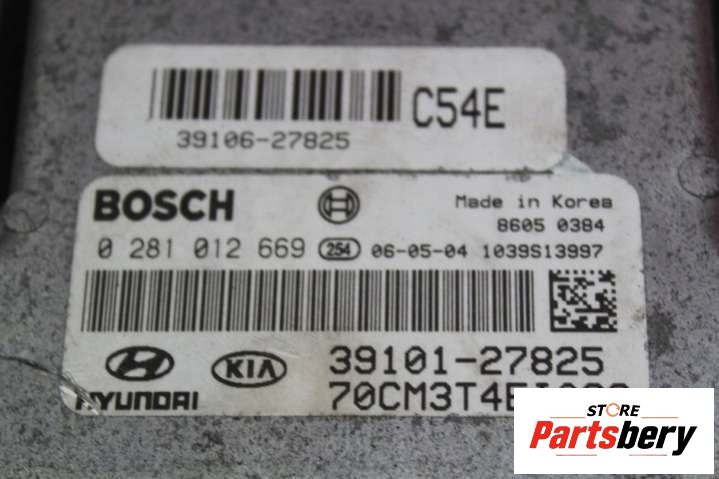 C54E
39106-27825
BOSCH
Made in Korea
8605 0384
0 281 012 669 254 06-05-04 1039S13997
HYUNDAI KIA 39101-27825
STORE
Partsbery